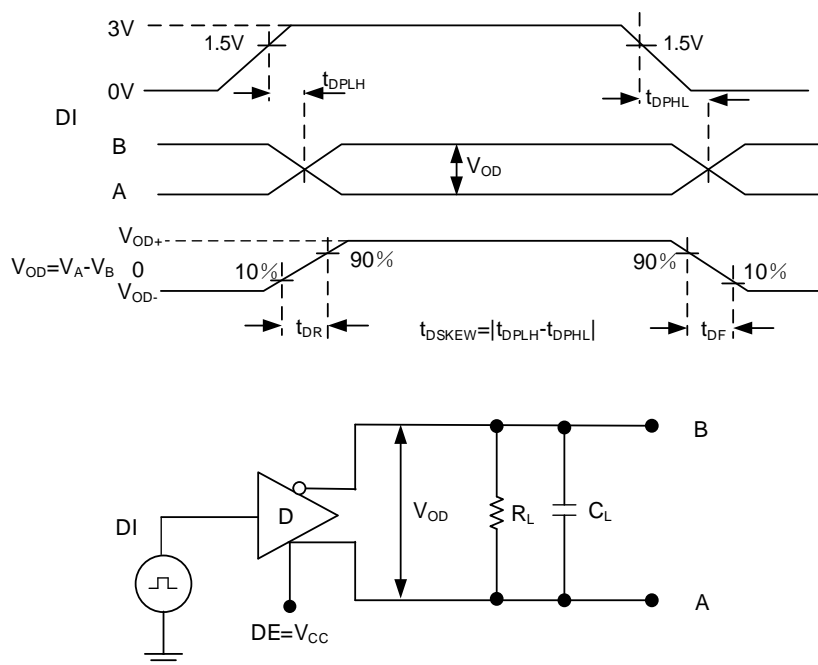 3V
1.5V
1.5V
tDPLH
0V
tDPHL
DI
B
VOD
A
VOD+
VOD=VA-VB 0
10%
90%
90%
10%
VOD-
tDR
tDSKEW=|tDPLH-tDPHL|
tDF
B
D
VOD
RL
CL
DI
A
DE=VCC